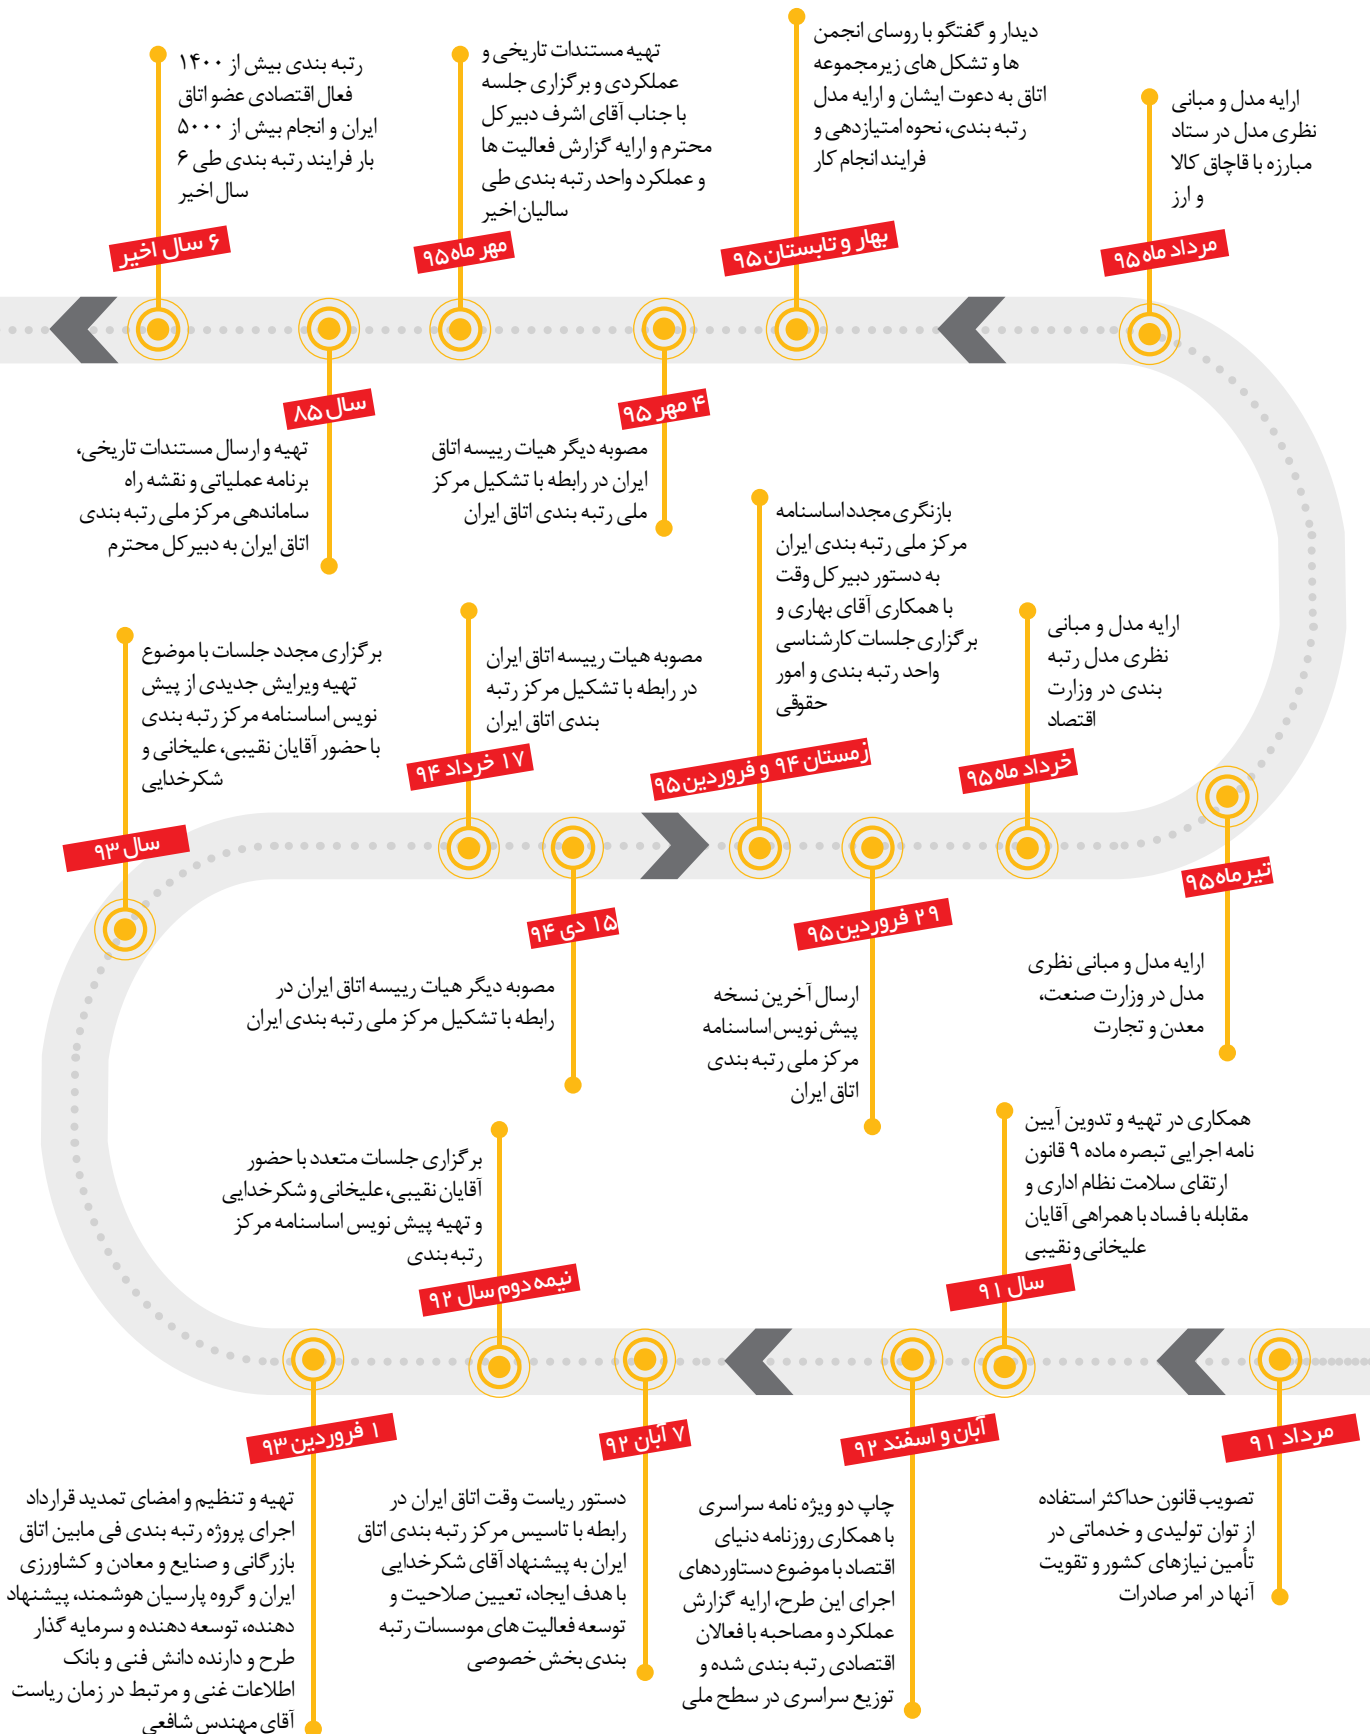 دیدار و گفتگو با روسای انجمن
ها و تشکل های زیرمجموعه
اتاق به دعوت ایشان و ارایه مدل
رتبه بندی، نحوه امتیازدهی و
فرایند انجام کار
بهار و تابستان ۹۵
ارایه مدل و مبانی
نظری مدل در ستاد
مبارزه با قاچاق کالا
و ارز
مرداد ماه ۹۵
تهیه مستندات تاریخی و
عملکردی و برگزاری جلسه
با جناب آقای اشرف دبیرکل
محترم و ارایه گزارش فعالیت ها
و عملکرد واحد رتبه بندی طی
سالیان اخیر
مهر ماه ۹۵
رتبه بندی بیش از ۱۴۰۰
فعال اقتصادی عضو اتاق
ایران و انجام بیش از ۵۰۰۰
بار فرایند رتبه بندی طی ۶
سال اخیر
۶ سال اخیر
۴ مهر ۹۵
مصوبه دیگر هیات رییسه اتاق
ایران در رابطه با تشکیل مرکز
ملی رتبه بندی اتاق ایران
سال ۸۵
تهیه و ارسال مستندات تاریخی،
برنامه عملیاتی و نقشه راه
ساماندهی مرکز ملی رتبه بندی
اتاق ایران به دبیرکل محترم
ارایه مدل و مبانی
نظری مدل رتبه
بندی در وزارت
اقتصاد
خرداد ماه ۹۵
بازنگری مجدد اساسنامه
مرکز ملی رتبه بندی ایران
به دستور دبیرکل وقت
با همکاری آقای بهاری و
برگزاری جلسات کارشناسی
واحد رتبه بندی و امور
حقوقی
زمستان ۹۴ و فروردین ۹۵
مصوبه هیات رییسه اتاق ایران
در رابطه با تشکیل مرکز رتبه
بندی اتاق ایران
۱۷ خرداد ۹۴
برگزاری مجدد جلسات با موضوع
تهیه ویرایش جدیدی از پیش
نویس اساسنامه مرکز رتبه بندی
با حضور آقایان نقیبی، علیخانی و
شکرخدایی
سال ۹۳
تیرماه ۹۵
ارایه مدل و مبانی نظری
مدل در وزارت صنعت،
معدن و تجارت
۲۹ فروردین ۹۵
ارسال آخرین نسخه
پیش نویس اساسنامه
مرکز ملی رتبه بندی
اتاق ایران
۱۵ دی ۹۴
مصوبه دیگر هیات رییسه اتاق ایران در
رابطه با تشکیل مرکز ملی رتبه بندی ایران
همکاری در تهیه و تدوین آیین
نامه اجرایی تبصره ماده ۹ قانون
ارتقای سلامت نظام اداری و
مقابله با فساد با همراهی آقایان
علیخانی و نقیبی
سال ۹۱
برگزاری جلسات متعدد با حضور
آقایان نقیبی، علیخانی و شکرخدایی
و تهیه پیش نویس اساسنامه مرکز
رتبه بندی
نیمه دوم سال ۹۲
مرداد ۹۱
تصویب قانون حداکثر استفاده
از توان تولیدی و خدماتی در
تأمین نیازهای کشور و تقویت
آنها در امر صادرات
آبان و اسفند ۹۲
چاپ دو ویژه نامه سراسری
با همکاری روزنامه دنیای
اقتصاد با موضوع دستاوردهای
اجرای این طرح، ارایه گزارش
عملکرد و مصاحبه با فعالان
اقتصادی رتبه بندی شده و
توزیع سراسری در سطح ملی
۷ آبان ۹۲
دستور ریاست وقت اتاق ایران در
رابطه با تاسیس مرکز رتبه بندی اتاق
ایران به پیشنهاد آقای شکرخدایی
با هدف ایجاد، تعیین صلاحیت و
توسعه فعالیت های موسسات رتبه
بندی بخش خصوصی
۱ فروردین ۹۳
تهیه و تنظیم و امضای تمدید قرارداد
اجرای پروژه رتبه بندی فی مابین اتاق
بازرگانی و صنایع و معادن و کشاورزی
ایران و گروه پارسیان هوشمند، پیشنهاد
دهنده، توسعه دهنده و سرمایه گذار
طرح و دارنده دانش فنی و بانک
اطلاعات غنی و مرتبط در زمان ریاست
آقای مهندس شافعی